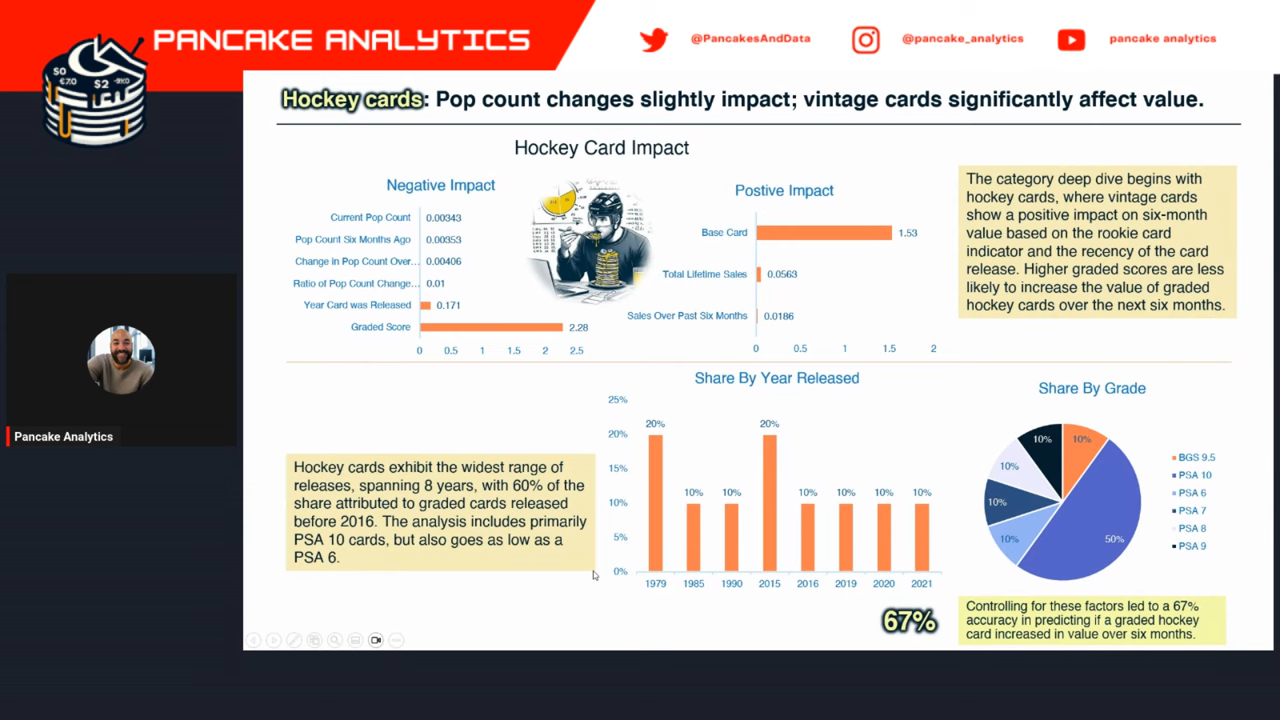 PANCAKE ANALYTICS
@PancakesAndData
@pancake_analytics
pancake analytics
$0
€7.0
$2
Hockey cards: Pop count changes slightly impact; vintage cards significantly affect value.
Hockey Card Impact
Negative Impact
Current Pop Count 0.00343
Pop Count Six Months Ago 0.00353
Change in Pop Count Over... 0.00406
Ratio of Pop Count Change... 0.01
Year Card was Released 0.171
Graded Score 2.28
0 0.5 1 1.5 2 2.5
Postive Impact
Base Card 1.53
Total Lifetime Sales 0.0563
Sales Over Past Six Months 0.0186
0 0.5 1 1.5 2
The category deep dive begins with
hockey cards, where vintage cards
show a positive impact on six-month
value based on the rookie card
indicator and the recency of the card
release. Higher graded scores are less
likely to increase the value of graded
hockey cards over the next six months.
Pancake Analytics
Hockey cards exhibit the widest range of
releases, spanning 8 years, with 60% of the
share attributed to graded cards released
before 2016. The analysis includes primarily
PSA 10 cards, but also goes as low as a
PSA 6.
Share By Year Released
25%
20%
15%
10%
5%
0%
20% 10% 10% 20% 10% 10% 10% 10%
1979 1985 1990 2015 2016 2019 2020 2021
Share By Grade
10%
50%
10%
10%
10%
10%
BGS 9.5
PSA 10
PSA 6
PSA 7
PSA 8
PSA 9
67%
Controlling for these factors led to a 67%
accuracy in predicting if a graded hockey
card increased in value over six months.